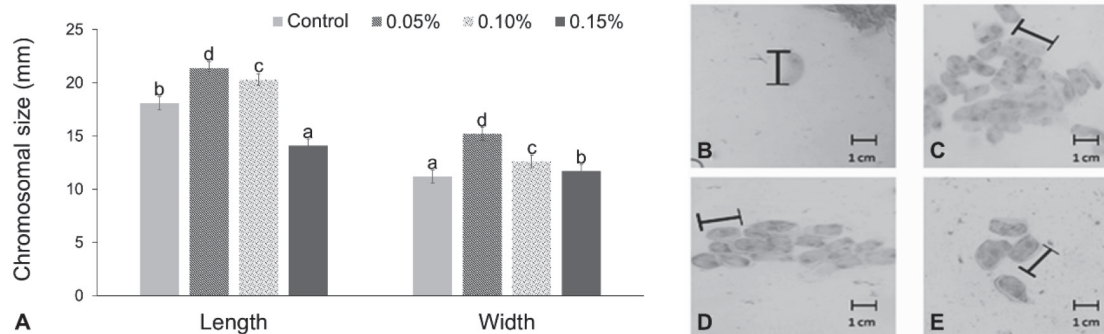 Control 0.05% 0.10% 0.15%
Chromosomal size (mm)
25
20
15
10
5
0
b
d
c
a
a
d
c
b
Length
Width
A
B
1 cm
C
1 cm
D
1 cm
E
1 cm